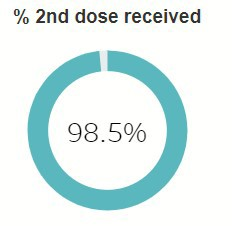 % 2nd dose received
98.5%